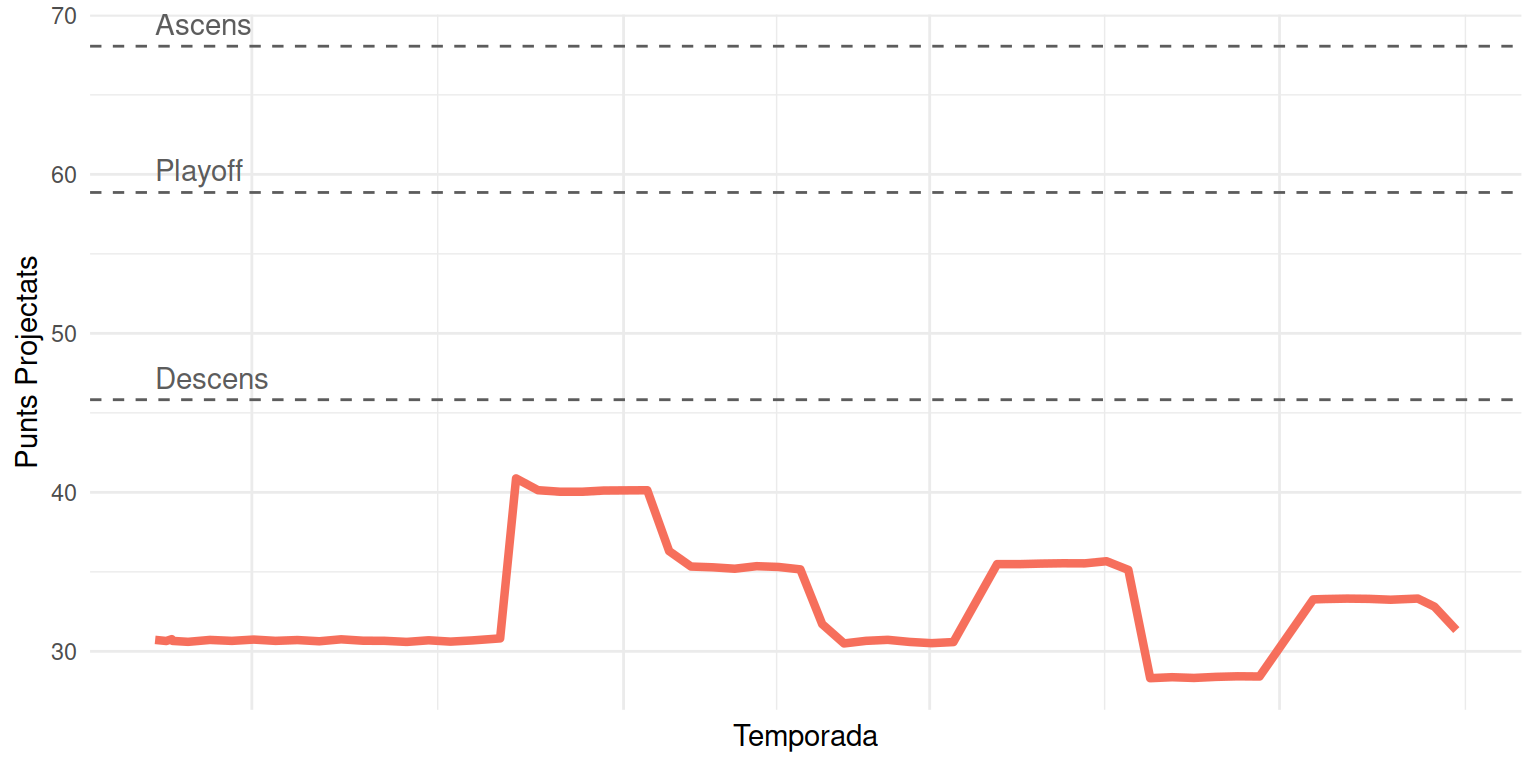 70
Ascens
Playoff
60
50
Descens
40
30
Punts Projectats
Temporada